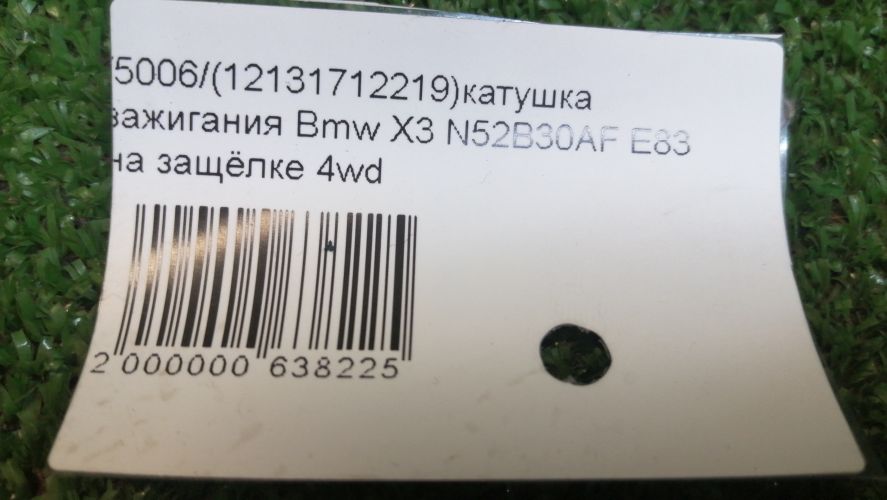 /5006/(12131712219)катушка
зажигания Bmw X3 N52B30AF E83
на защёлке 4wd
2 000000 638225